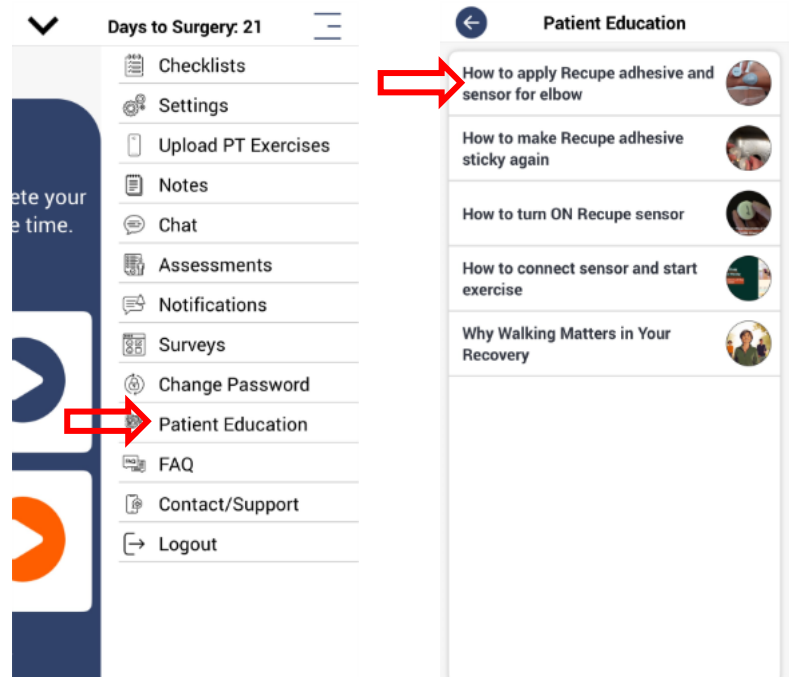 Days to Surgery: 21
Checklists
Settings
Upload PT Exercises
Notes
Chat
Assessments
Notifications
Surveys
Change Password
Patient Education
FAQ
Contact/Support
Logout
ete your
e time.
Patient Education
How to apply Recupe adhesive and
sensor for elbow
How to make Recupe adhesive
sticky again
How to turn ON Recupe sensor
How to connect sensor and start
exercise
Why Walking Matters in Your
Recovery